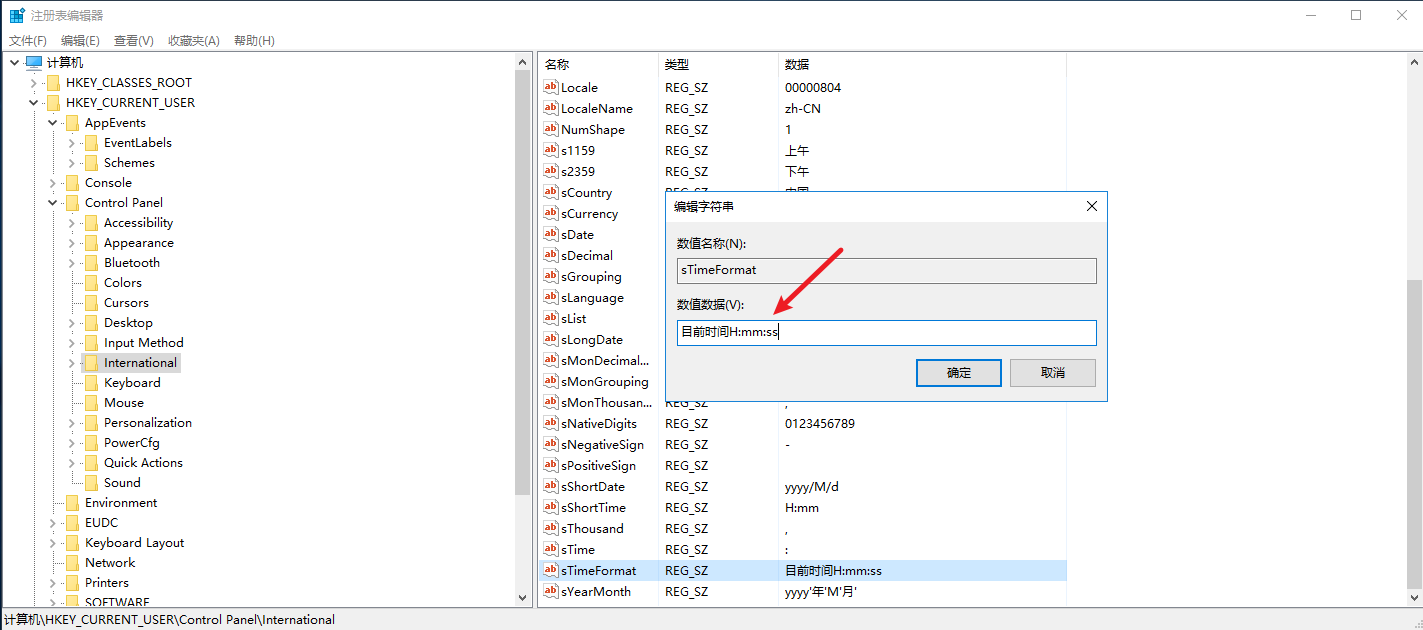 注册表编辑器
文件(F) 编辑(E) 查看(V) 收藏夹(A) 帮助(H)
计算机
HKEY_CLASSES_ROOT
HKEY_CURRENT_USER
AppEvents
EventLabels
Schemes
Console
Control Panel
Accessibility
Appearance
Bluetooth
Colors
Cursors
Desktop
Input Method
International
Keyboard
Mouse
Personalization
PowerCfg
Quick Actions
Sound
Environment
EUDC
Keyboard Layout
Network
Printers
SOFTWARE
名称 类型 数据
Locale REG_SZ 00000804
LocaleName REG_SZ zh-CN
NumShape REG_SZ 1
s1159 REG_SZ 上午
s2359 REG_SZ 下午
sCountry REG_SZ 中国
sCurrency
sDate
sDecimal
sGrouping
sLanguage
sList
sLongDate
sMonDecimal...
sMonGrouping
sMonThousan... REG_SZ ,
sNativeDigits REG_SZ 0123456789
sNegativeSign REG_SZ -
sPositiveSign REG_SZ
sShortDate REG_SZ yyyy/M/d
sShortTime REG_SZ H:mm
sThousand REG_SZ ,
sTime REG_SZ :
sTimeFormat REG_SZ 目前时间H:mm:ss
sYearMonth REG_SZ yyyy'年'M'月'
编辑字符串
数值名称(N):
sTimeFormat
数值数据(V):
目前时间H:mm:ss
确定 取消
计算机\HKEY_CURRENT_USER\Control Panel\International